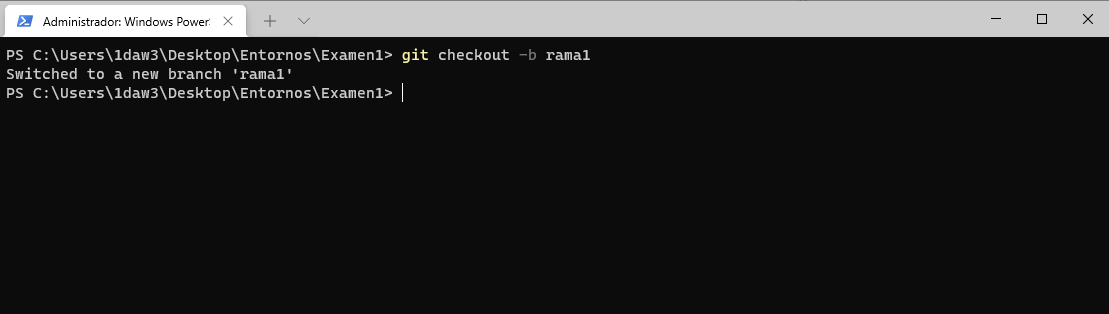 Administrador: Windows Power
PS C:\Users\1daw3\Desktop\Entornos\Examen1> git checkout -b rama1
Switched to a new branch 'rama1'
PS C:\Users\1daw3\Desktop\Entornos\Examen1>